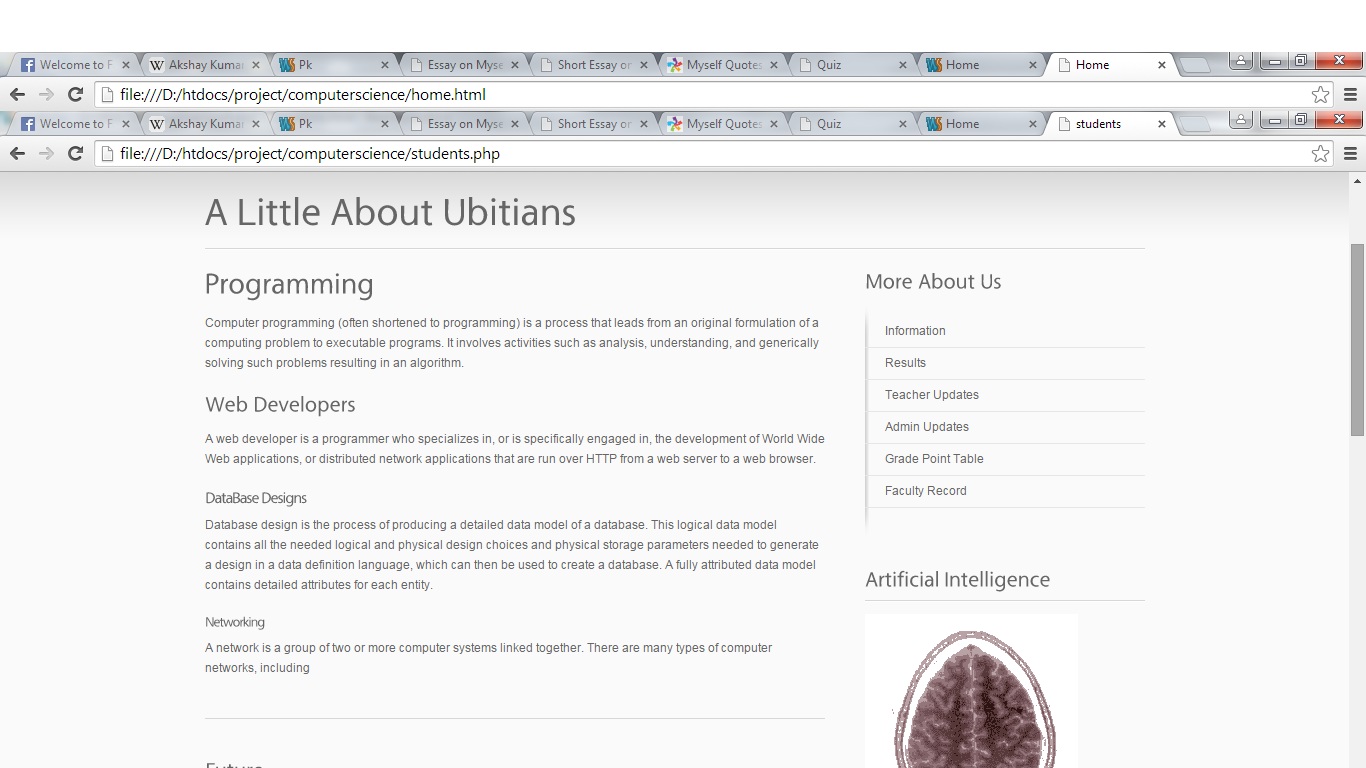 Welcome to F
Akshay Kumar
Pk
Essay on Myse
Short Essay or
Myself Quotes
Quiz
Home
Home
file:///D:/htdocs/project/computerscience/home.html
Welcome to F
Akshay Kumar
Pk
Essay on Myse
Short Essay or
Myself Quotes
Quiz
Home
students
file:///D:/htdocs/project/computerscience/students.php
A Little About Ubitians
Programming
Computer programming (often shortened to programming) is a process that leads from an original formulation of a
computing problem to executable programs. It involves activities such as analysis, understanding, and generically
solving such problems resulting in an algorithm.
Web Developers
A web developer is a programmer who specializes in, or is specifically engaged in, the development of World Wide
Web applications, or distributed network applications that are run over HTTP from a web server to a web browser.
DataBase Designs
Database design is the process of producing a detailed data model of a database. This logical data model
contains all the needed logical and physical design choices and physical storage parameters needed to generate
a design in a data definition language, which can then be used to create a database. A fully attributed data model
contains detailed attributes for each entity.
Networking
A network is a group of two or more computer systems linked together. There are many types of computer
networks, including
Future
More About Us
Information
Results
Teacher Updates
Admin Updates
Grade Point Table
Faculty Record
Artificial Intelligence